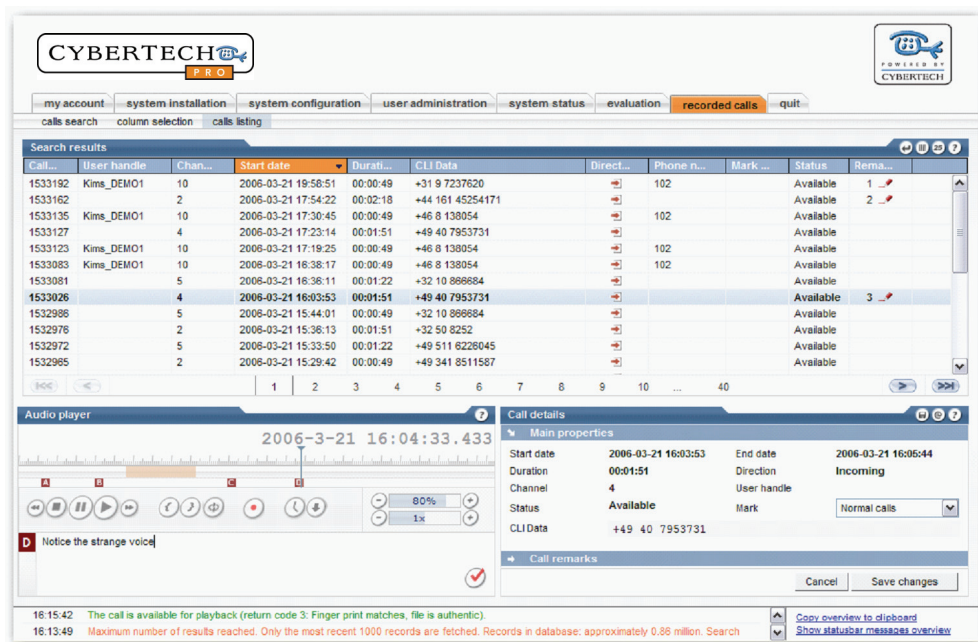 CYBERTECH
PRO
POWERED BY
CYBERTECH
my account system installation system configuration user administration system status evaluation recorded calls quit
calls search column selection calls listing
Search results 25 ?
Call... User handle Chan... Start date Durati... CLI Data Direct... Phone n... Mark ... Status Rema...
1533192 Kims_DEMO1 10 2006-03-21 19:58:51 00:00:49 +31 9 7237620 102 Available 1
1533162 2 2006-03-21 17:54:22 00:02:18 +44 161 45254171 Available 2
1533135 Kims_DEMO1 10 2006-03-21 17:30:45 00:00:49 +46 8 138054 102 Available
1533127 4 2006-03-21 17:23:14 00:01:51 +49 40 7953731 Available
1533123 Kims_DEMO1 10 2006-03-21 17:19:25 00:00:49 +46 8 138054 102 Available
1533083 Kims_DEMO1 10 2006-03-21 16:38:17 00:00:49 +46 8 138054 102 Available
1533081 5 2006-03-21 16:36:11 00:01:22 +32 10 866684 Available
1533026 4 2006-03-21 16:03:53 00:01:51 +49 40 7953731 Available 3
1532986 5 2006-03-21 15:44:01 00:00:49 +32 10 866684 Available
1532976 2 2006-03-21 15:36:13 00:01:51 +32 50 8252 Available
1532972 5 2006-03-21 15:33:50 00:01:22 +49 511 6226045 Available
1532965 2 2006-03-21 15:29:42 00:00:49 +49 341 8511587 Available
1 2 3 4 5 6 7 8 9 10 ... 40
Audio player ?
2006-3-21 16:04:33.433
A B C D
80%
1x
D Notice the strange voice
Call details ?
Main properties
Start date 2006-03-21 16:03:53 End date 2006-03-21 16:05:44
Duration 00:01:51 Direction Incoming
Channel 4 User handle
Status Available Mark Normal calls
CLI Data +49 40 7953731
Call remarks
Cancel Save changes
16:15:42 The call is available for playback (return code 3: Finger print matches, file is authentic).
16:13:49 Maximum number of results reached. Only the most recent 1000 records are fetched. Records in database: approximately 0.86 million. Search
Copy overview to clipboard
Show statusbar messages overview